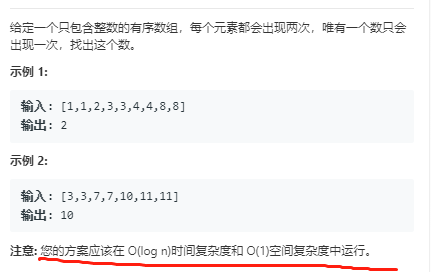 给定一个只包含整数的有序数组，每个元素都会出现两次，唯有一个数只会
出现一次，找出这个数。
示例 1:
输入: [1,1,2,3,3,4,4,8,8]
输出: 2
示例 2:
输入: [3,3,7,7,10,11,11]
输出: 10
注意: 您的方案应该在 O(log n)时间复杂度和 O(1)空间复杂度中运行。